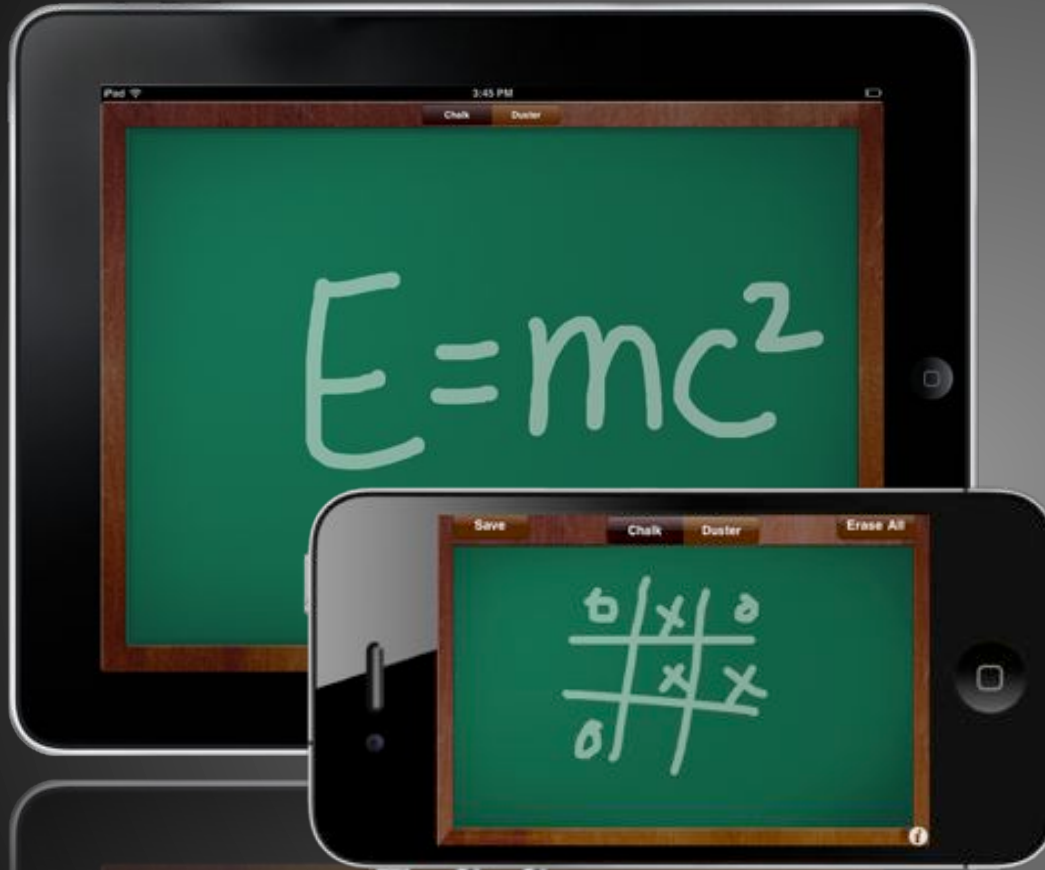 iPad 3:45 PM
Chalk Duster
E=mc²
Save Chalk Duster Erase All
o x o
x x
o
i